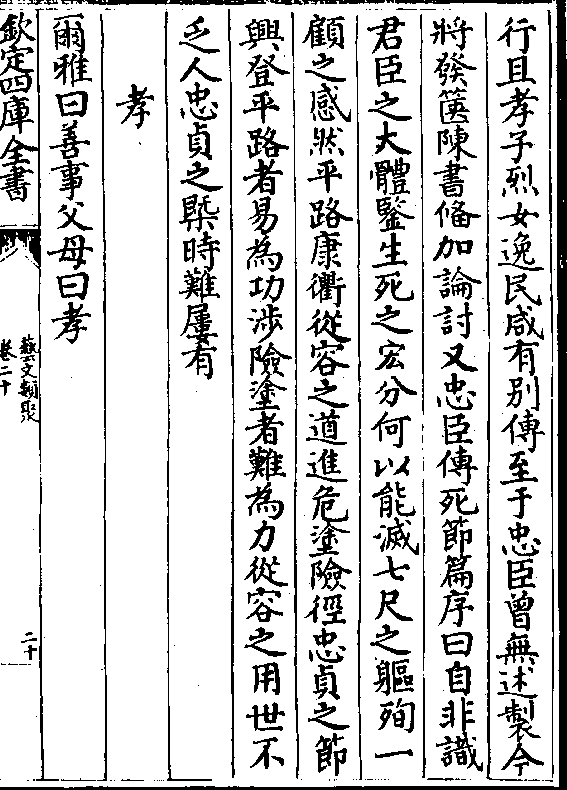 行且孝子烈女逸民咸有别傳至于忠臣曾無述製今
將發篋陳書備加論討又忠臣傳死節篇序曰自非識
君臣之大體鑒生死之宏分何以能滅七尺之軀殉一
顧之感然平路康衢從容之道進危塗險徑忠貞之節
興登平路者易為功涉險塗者難為力從容之用世不
乏人忠貞之槩時難屢有
孝
爾雅曰善事父母曰孝
欽定四庫全書
藝文類聚
卷二十
二十